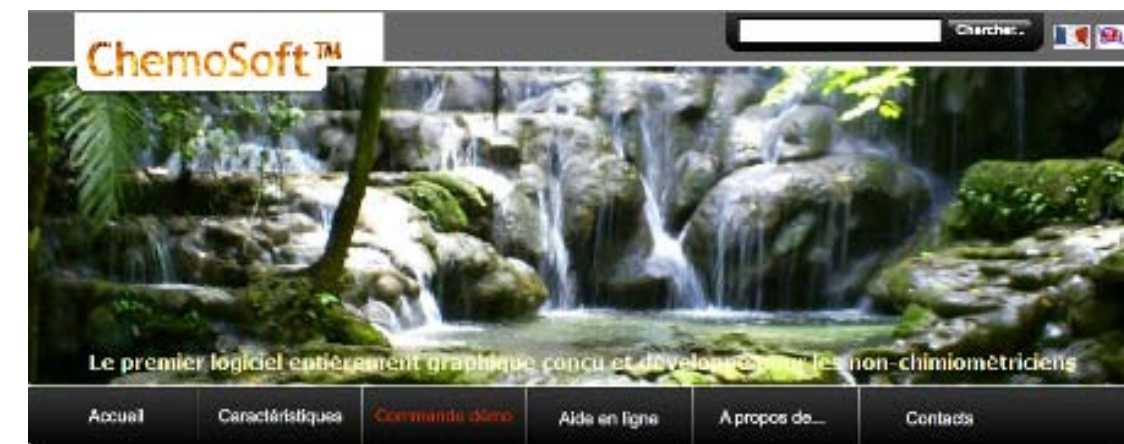 ChemoSoft™
Chercher..
Le premier logiciel entièrement graphique conçu et développé pour les non-chimiométriciens
Accueil Caractéristiques Commande démo Aide en ligne A propos de... Contacts